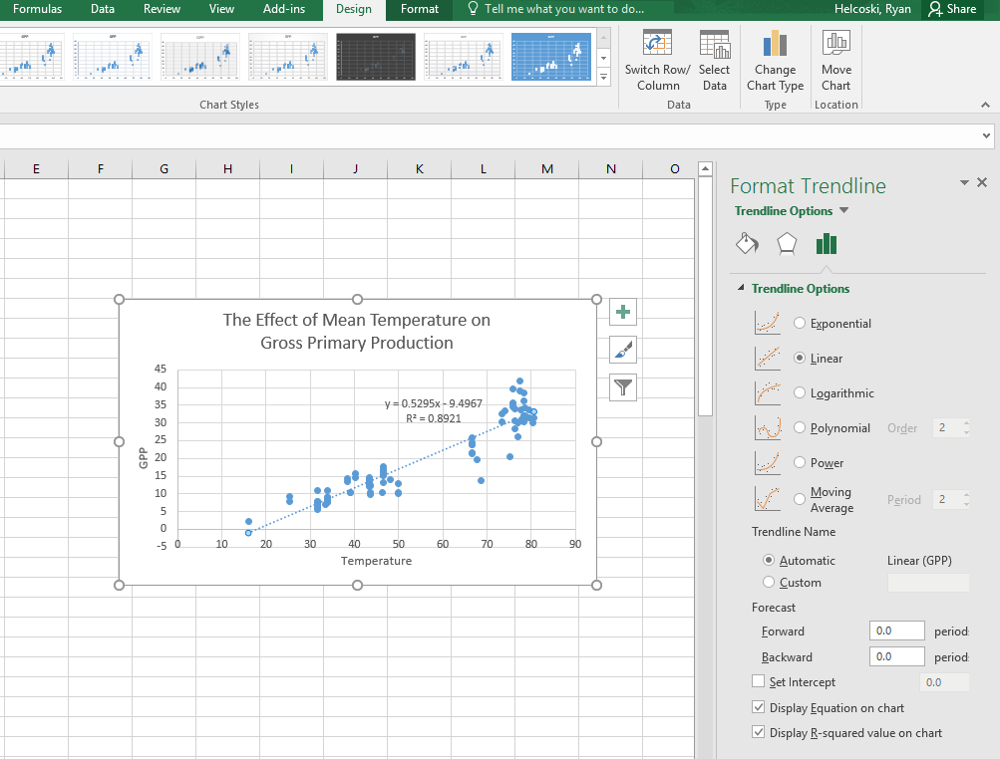 Formulas Data Review View Add-ins Design Format Tell me what you want to do... Helcoski, Ryan Share
Switch Row/ Column
Select Data
Change Chart Type
Move Chart
Chart Styles Data Type Location
E F G H I J K L M N O
Format Trendline
Trendline Options
Trendline Options
Exponential
Linear
Logarithmic
Polynomial Order 2
Power
Moving Average Period 2
Trendline Name
Automatic Linear (GPP)
Custom
Forecast
Forward 0.0 period
Backward 0.0 period
Set Intercept 0.0
Display Equation on chart
Display R-squared value on chart
The Effect of Mean Temperature on
Gross Primary Production
y = 0.5295x - 9.4967
R² = 0.8921
GPP
45
40
35
30
25
20
15
10
5
0
-5
0 10 20 30 40 50 60 70 80 90
Temperature